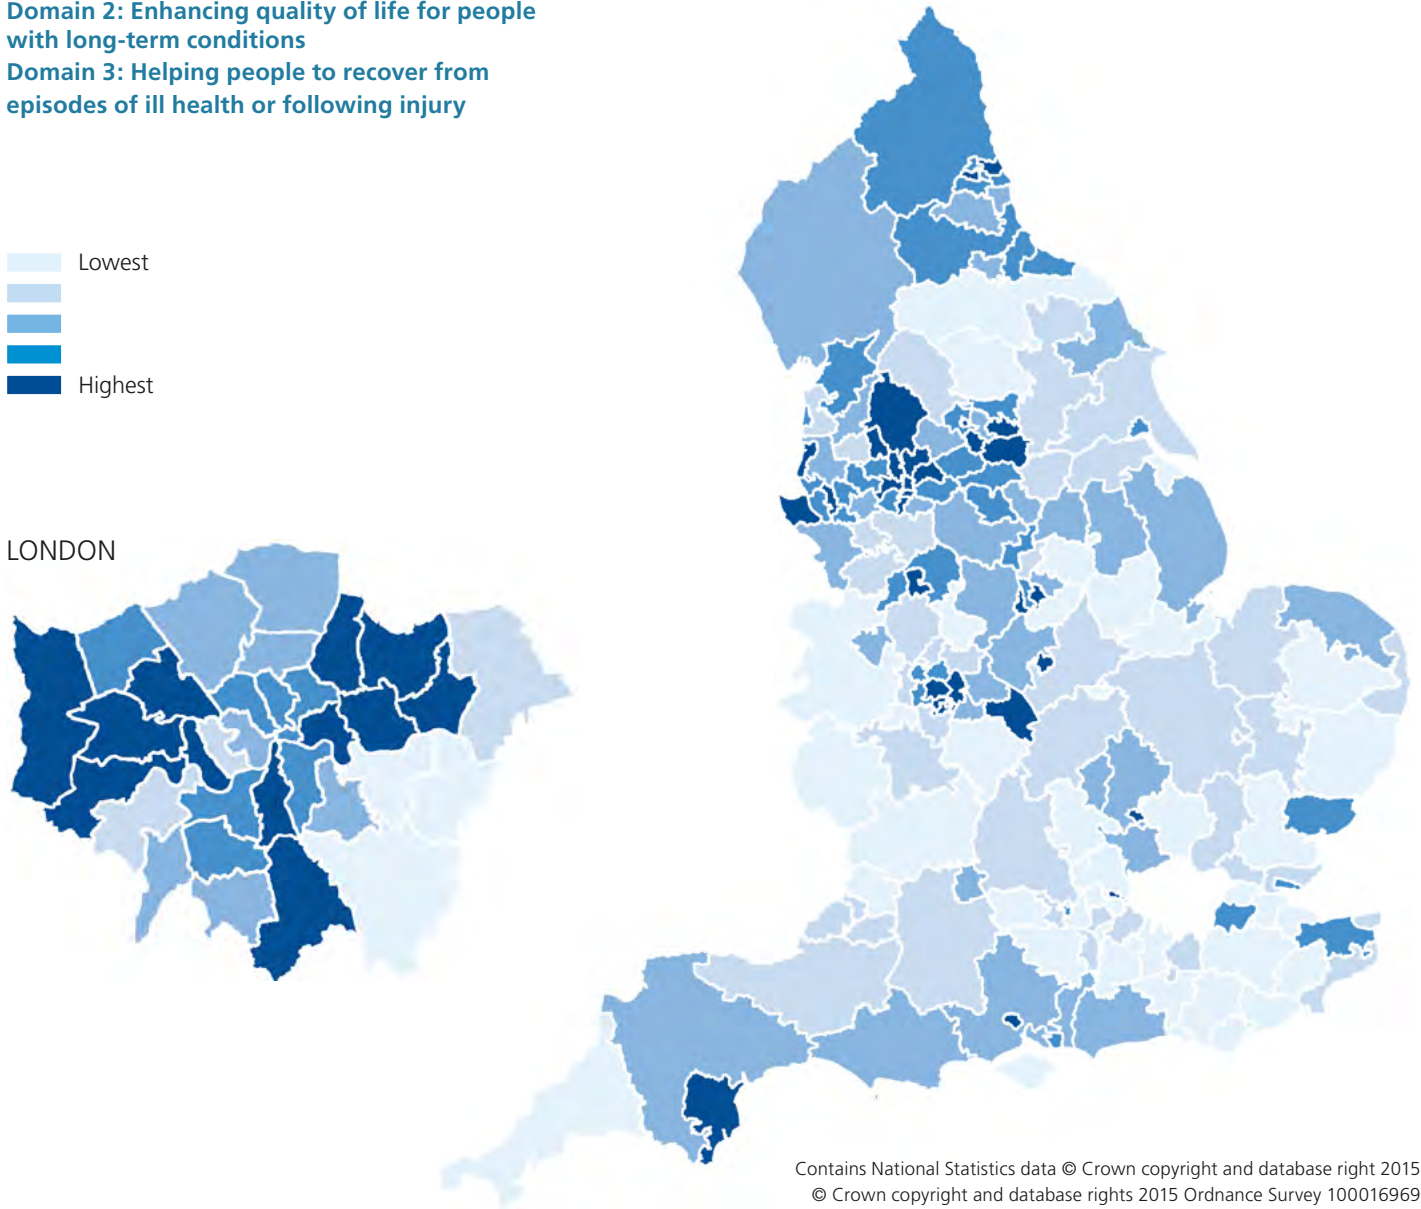 Domain 2: Enhancing quality of life for people
with long-term conditions
Domain 3: Helping people to recover from
episodes of ill health or following injury
Lowest
Highest
LONDON
Contains National Statistics data © Crown copyright and database right 2015
© Crown copyright and database rights 2015 Ordnance Survey 100016969